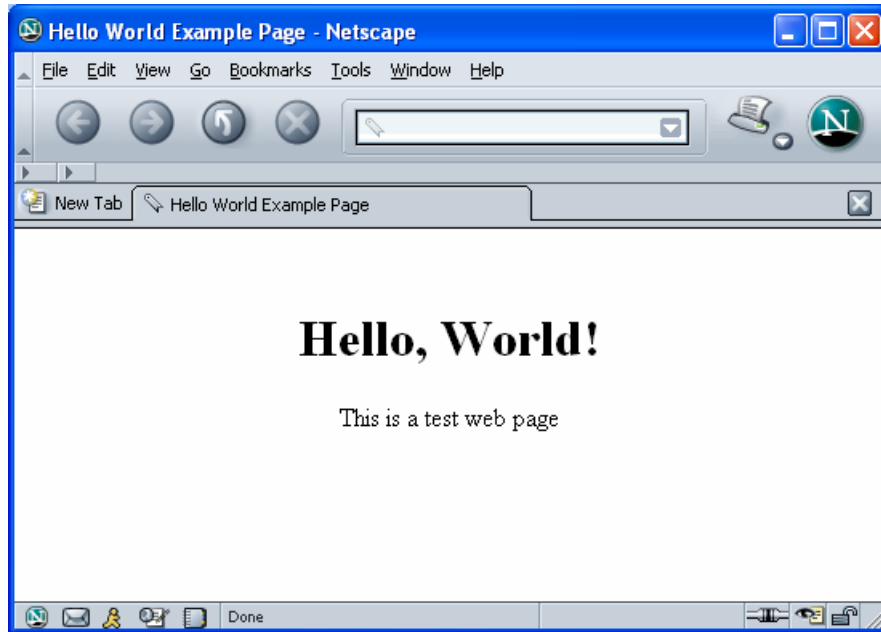 Hello World Example Page - Netscape
File Edit View Go Bookmarks Tools Window Help
N
New Tab Hello World Example Page
Hello, World!
This is a test web page
Done